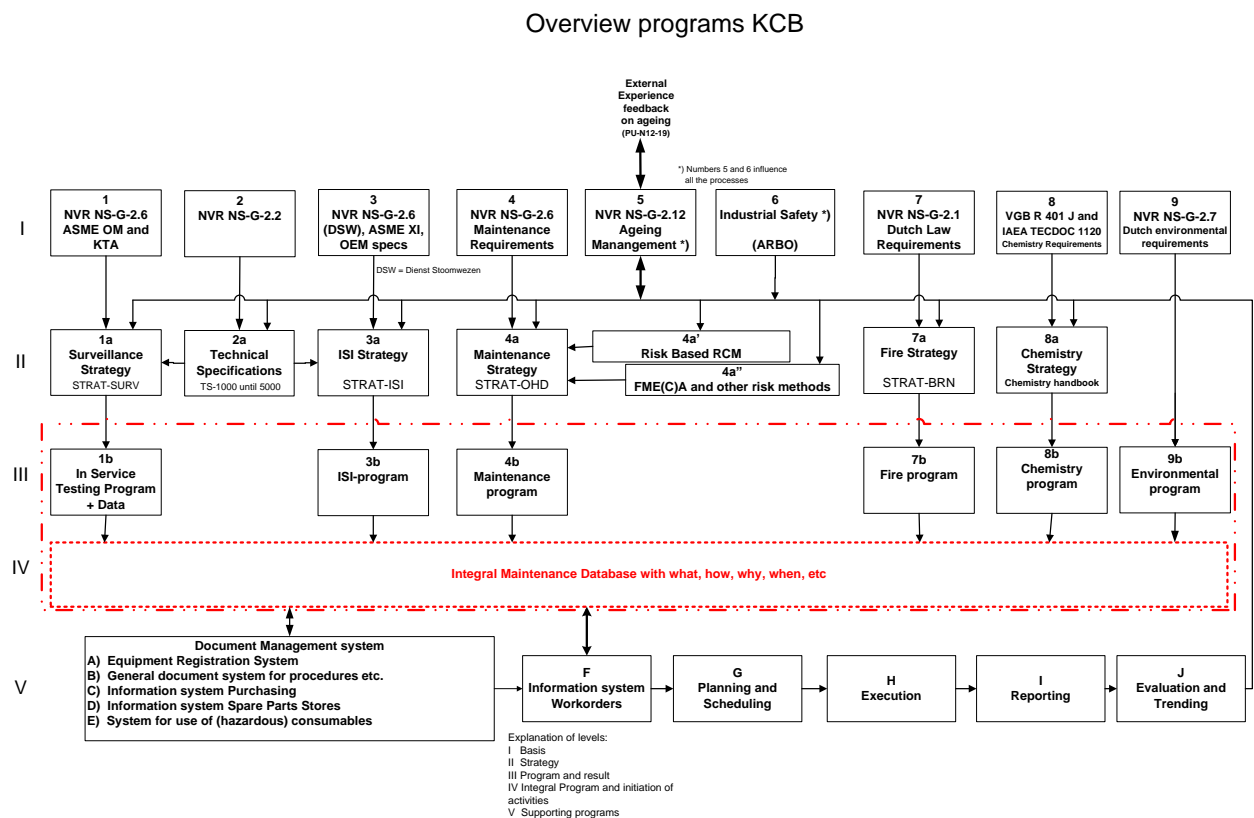 Overview programs KCB
External
Experience
feedback
on ageing
(PU-N12-19)
*) Numbers 5 and 6 influence
all the processes
I
1
NVR NS-G-2.6
ASME OM and
KTA
2
NVR NS-G-2.2
3
NVR NS-G-2.6
(DSW), ASME XI,
OEM specs
4
NVR NS-G-2.6
Maintenance
Requirements
5
NVR NS-G-2.12
Ageing
Manangement *)
6
Industrial Safety *)
(ARBO)
7
NVR NS-G-2.1
Dutch Law
Requirements
8
VGB R 401 J and
IAEA TECDOC 1120
Chemistry Requirements
9
NVR NS-G-2.7
Dutch environmental
requirements
DSW = Dienst Stoomwezen
II
1a
Surveillance
Strategy
STRAT-SURV
2a
Technical
Specifications
TS-1000 until 5000
3a
ISI Strategy
STRAT-ISI
4a
Maintenance
Strategy
STRAT-OHD
4a'
Risk Based RCM
4a"
FME(C)A and other risk methods
7a
Fire Strategy
STRAT-BRN
8a
Chemistry
Strategy
Chemistry handbook
III
1b
In Service
Testing Program
+ Data
3b
ISI-program
4b
Maintenance
program
7b
Fire program
8b
Chemistry
program
9b
Environmental
program
IV
Integral Maintenance Database with what, how, why, when, etc
V
Document Management system
A) Equipment Registration System
B) General document system for procedures etc.
C) Information system Purchasing
D) Information system Spare Parts Stores
E) System for use of (hazardous) consumables
F
Information system
Workorders
G
Planning and
Scheduling
H
Execution
I
Reporting
J
Evaluation and
Trending
Explanation of levels:
I Basis
II Strategy
III Program and result
IV Integral Program and initiation of
activities
V Supporting programs